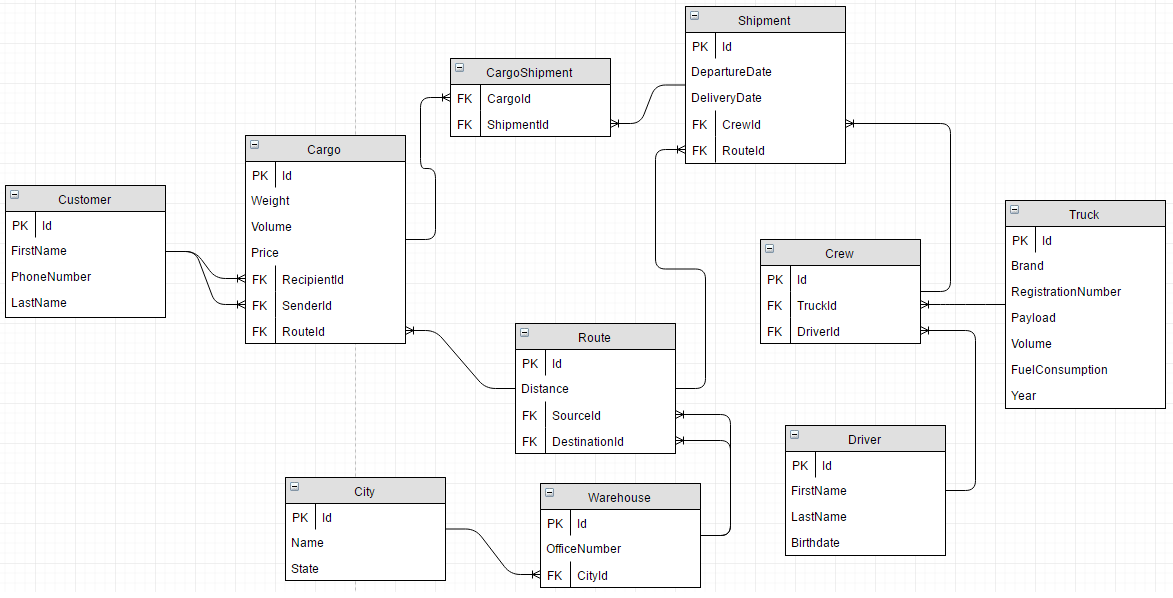 Shipment
PK Id
DepartureDate
DeliveryDate
FK CrewId
FK RouteId
CargoShipment
FK CargoId
FK ShipmentId
Cargo
PK Id
Weight
Volume
Price
FK RecipientId
FK SenderId
FK RouteId
Customer
PK Id
FirstName
PhoneNumber
LastName
Truck
PK Id
Brand
RegistrationNumber
Payload
Volume
FuelConsumption
Year
Crew
PK Id
FK TruckId
FK DriverId
Route
PK Id
Distance
FK SourceId
FK DestinationId
Driver
PK Id
FirstName
LastName
Birthdate
City
PK Id
Name
State
Warehouse
PK Id
OfficeNumber
FK CityId